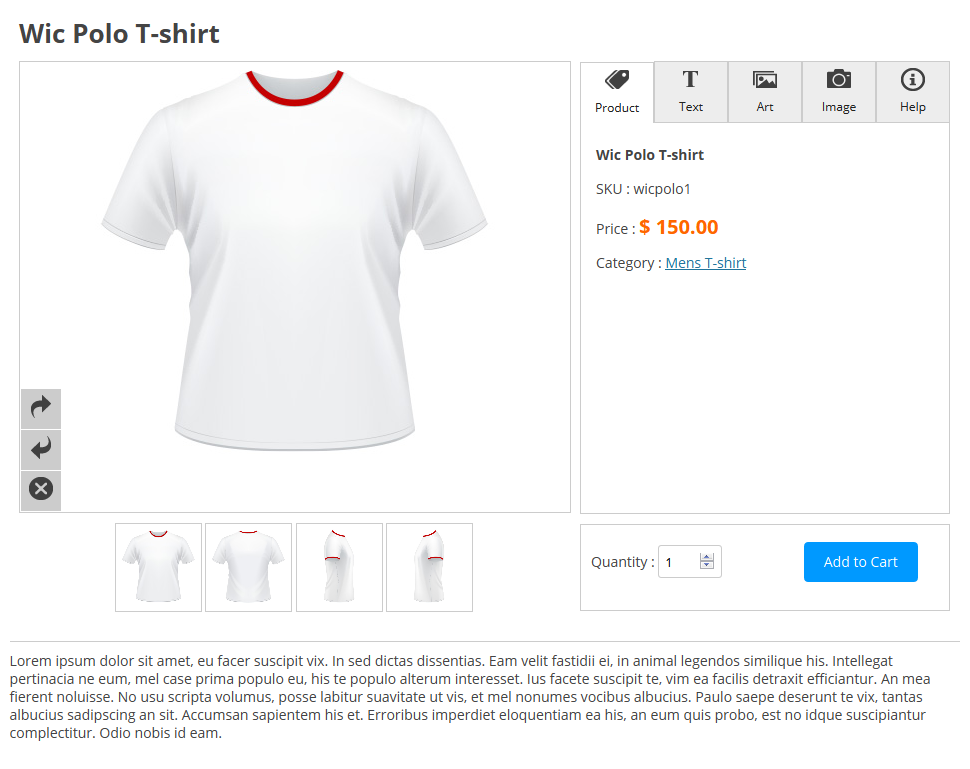 Wic Polo T-shirt
Product
Text
Art
Image
Help
Wic Polo T-shirt
SKU : wicpolo1
Price : $ 150.00
Category : Mens T-shirt
Quantity : 1
Add to Cart
Lorem ipsum dolor sit amet, eu facer suscipit vix. In sed dictas dissentias. Eam velit fastidii ei, in animal legendos similique his. Intellegat
pertinacia ne eum, mel case prima populo eu, his te populo alterum interesset. Ius facete suscipit te, vim ea facilis detraxit efficiantur. An mea
fierent noluisse. No usu scripta volumus, posse labitur suavitate ut vis, et mel nonumes vocibus albucius. Paulo saepe deserunt te vix, tantas
albucius sadipscing an sit. Accumsan sapientem his et. Erroribus imperdiet eloquentiam ea his, an eum quis probo, est no idque suscipiantur
complectitur. Odio nobis id eam.